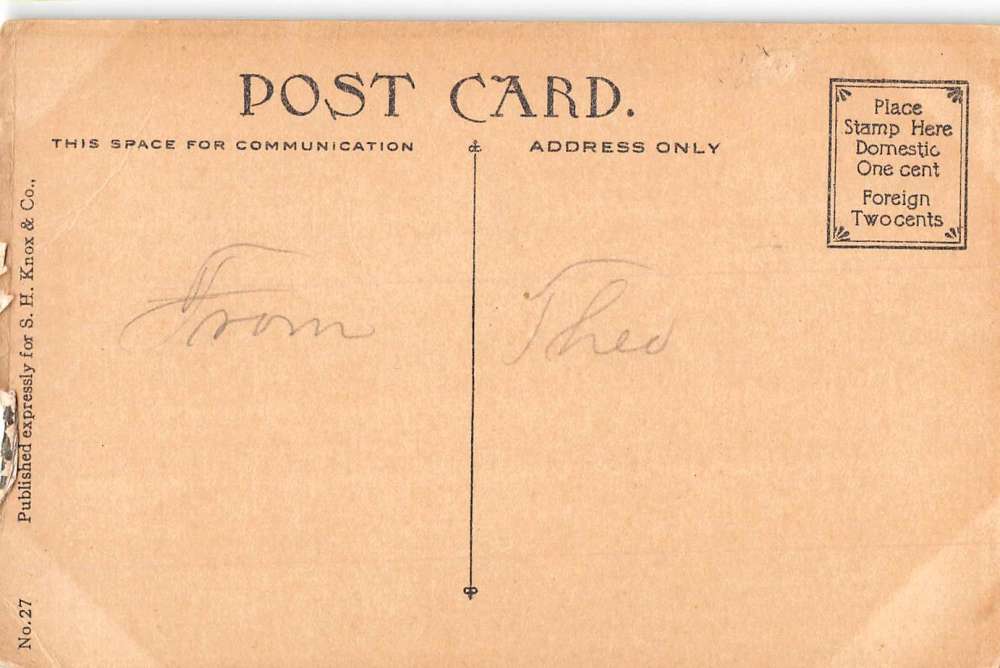 POST CARD.
THIS SPACE FOR COMMUNICATION
ADDRESS ONLY
Place
Stamp Here
Domestic
One cent
Foreign
Two cents
From Theo
Published expressly for S. H. Knox & Co.,
No. 27